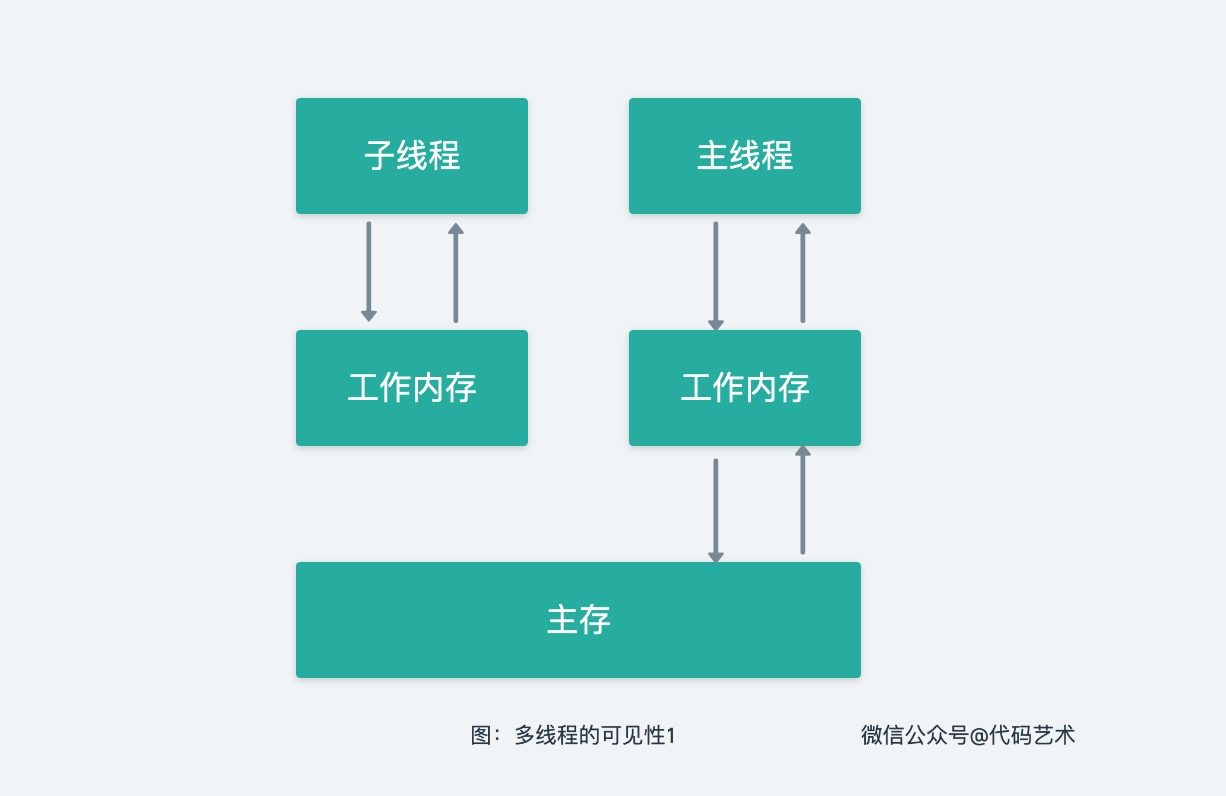 子线程
主线程
工作内存
工作内存
主存
图：多线程的可见性1
微信公众号@代码艺术